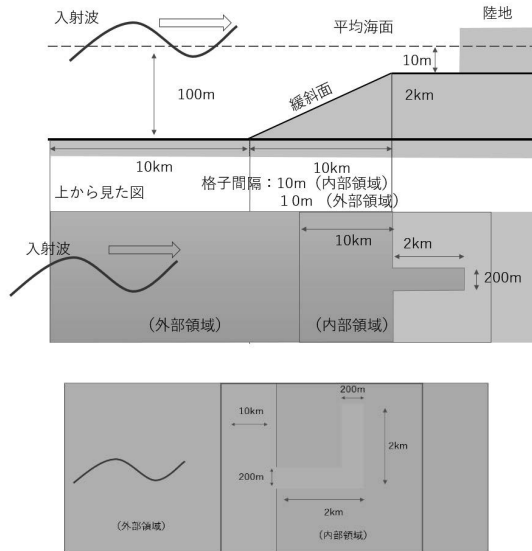 入射波
平均海面
陸地
10m
100m
緩斜面
2km
10km
10km
上から見た図
格子間隔：10m（内部領域）
１０m （外部領域）
入射波
10km
2km
200m
（外部領域）
（内部領域）
200m
10km
2km
200m
2km
（外部領域）
（内部領域）